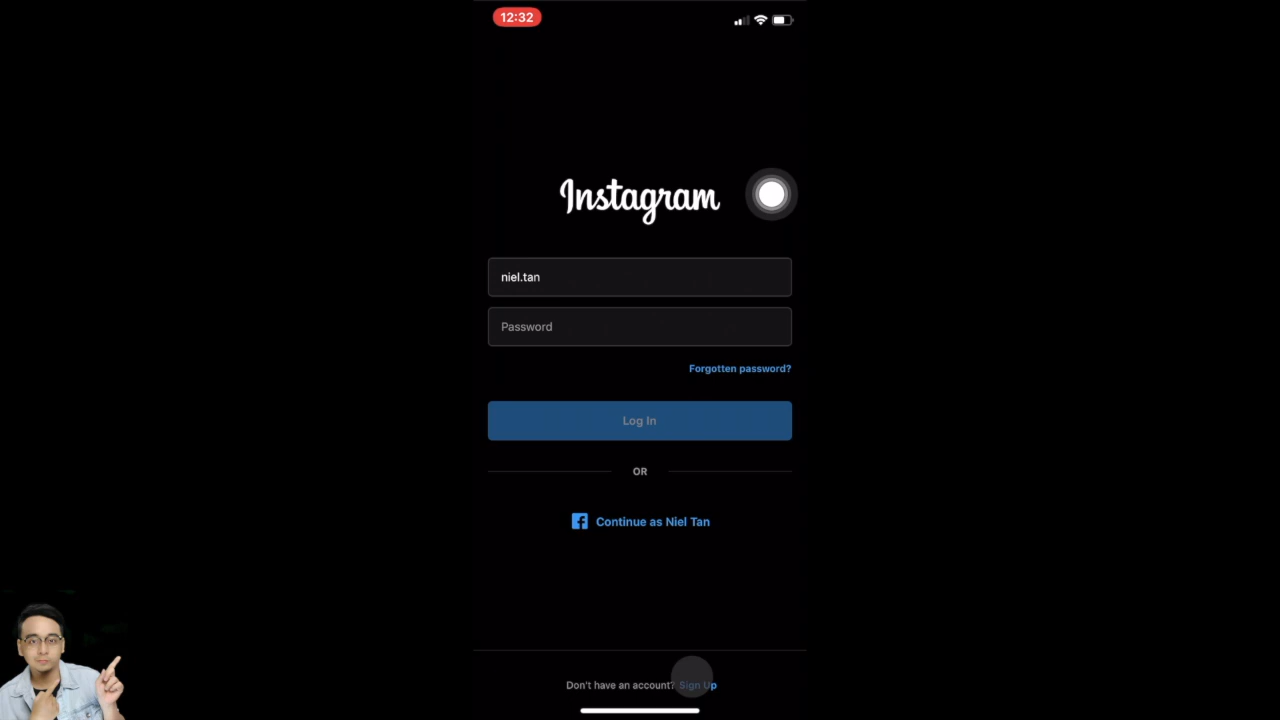 12:32
Instagram
niel.tan
Password
Forgotten password?
Log In
OR
Continue as Niel Tan
Don't have an account? Sign Up